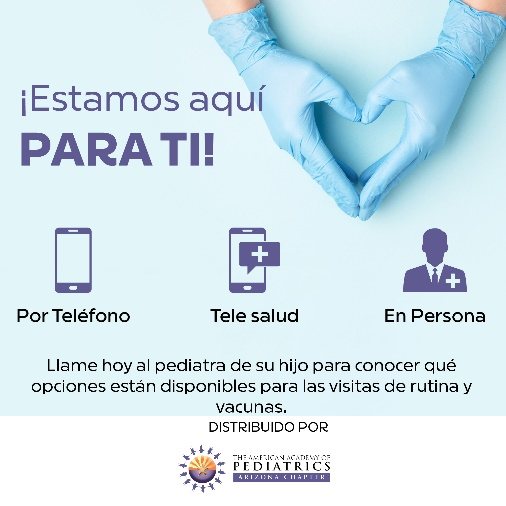 ¡Estamos aquí
PARA TI!
Por Teléfono
Tele salud
En Persona
Llame hoy al pediatra de su hijo para conocer qué
opciones están disponibles para las visitas de rutina y
vacunas.
DISTRIBUIDO POR
THE AMERICAN ACADEMY OF
PEDIATRICS
ARIZONA CHAPTER